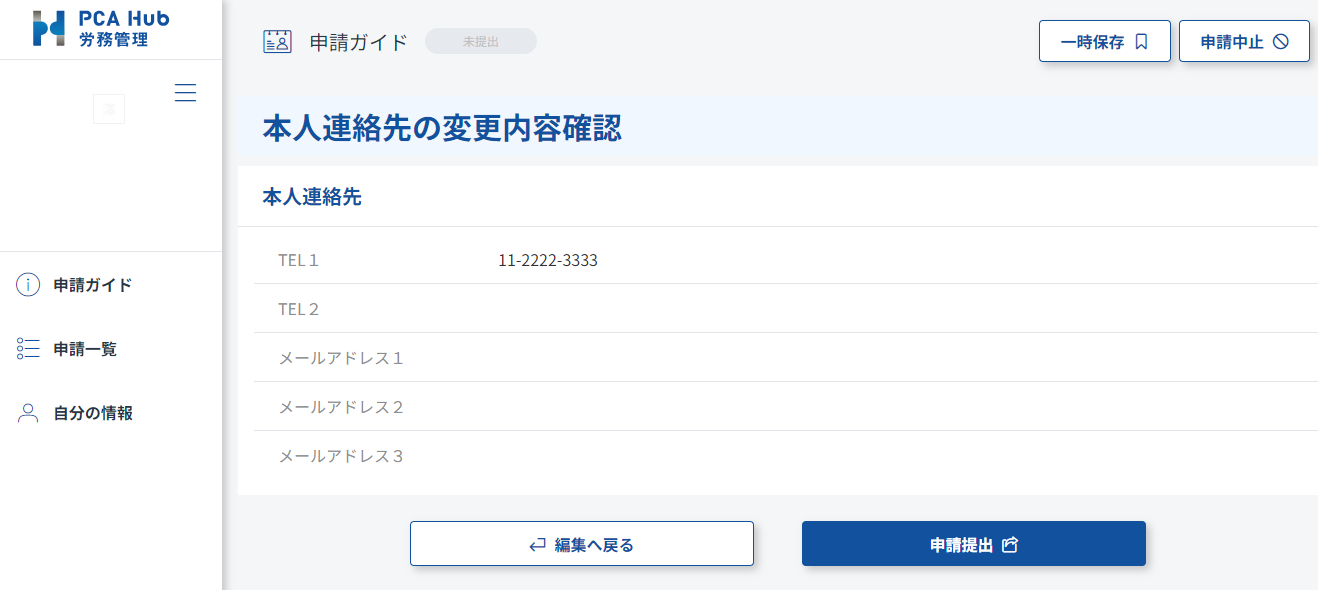 PCA Hub
労務管理
申請ガイド
未提出
一時保存
申請中止
本人連絡先の変更内容確認
本人連絡先
TEL１
11-2222-3333
TEL２
メールアドレス１
メールアドレス２
メールアドレス３
編集へ戻る
申請提出
申請ガイド
申請一覧
自分の情報